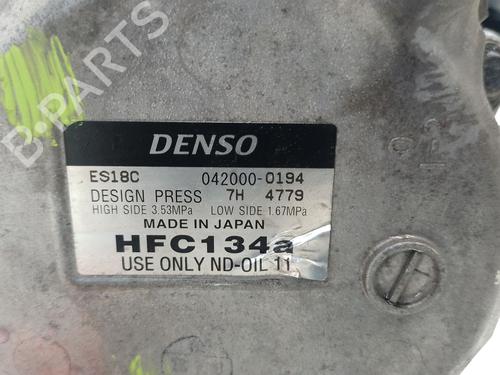 B-PARTS
DENSO
ES18C 042000-0194
DESIGN PRESS 7H 4779
HIGH SIDE 3.53MPa LOW SIDE 1.67MPa
MADE IN JAPAN
HFC134a
USE ONLY ND-OIL 11